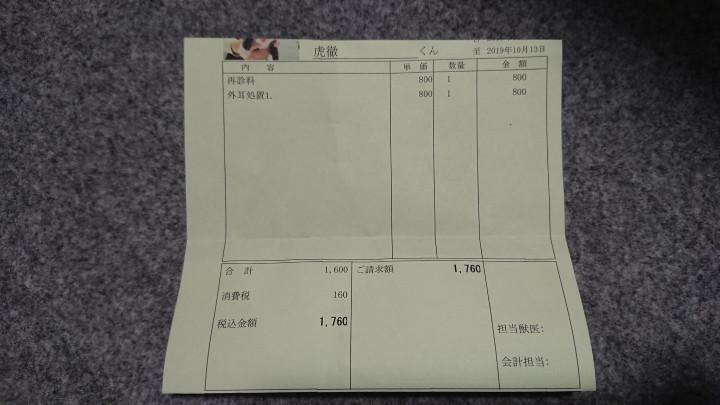 虎徹 くん 至 2019年10月13日
内 容 単 価 数量 金 額
再診料 800 1 800
外耳処置1. 800 1 800
合 計 1,600 ご請求額 1,760
消費税 160
税込金額 1,760
担当獣医:
会計担当: